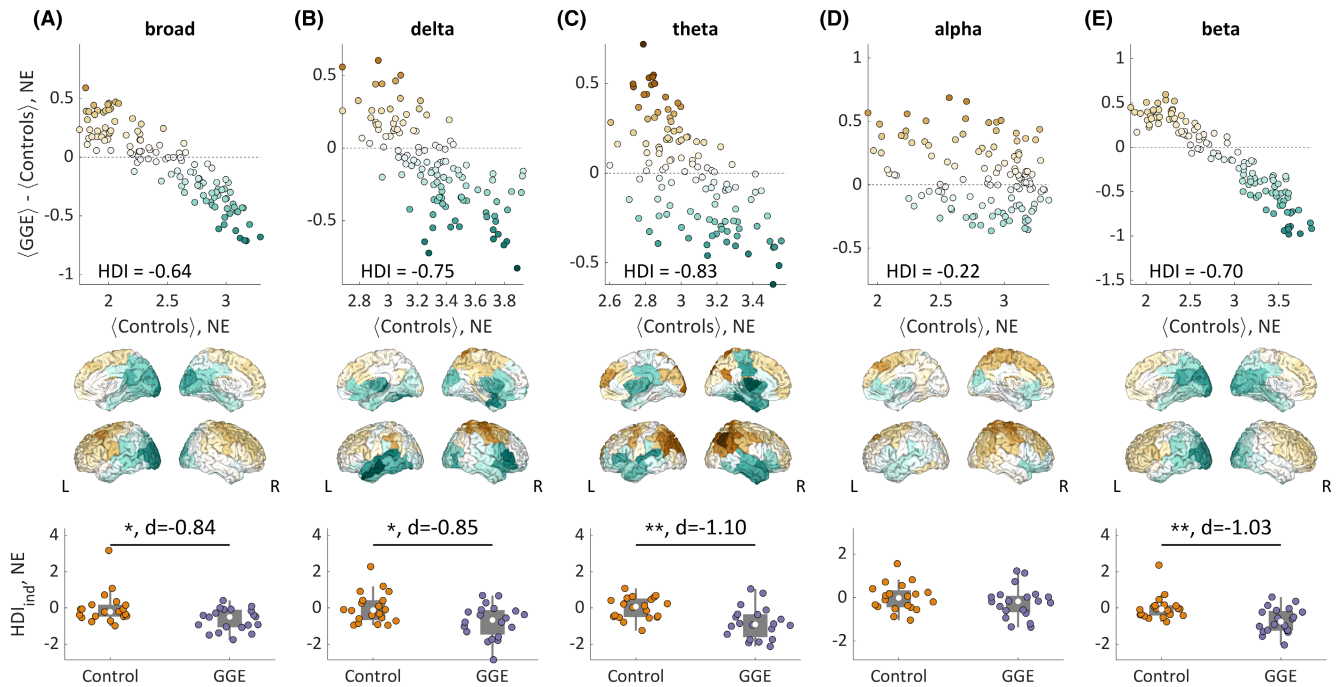 (A) broad
(B) delta
(C) theta
(D) alpha
(E) beta
⟨GGE⟩ - ⟨Controls⟩, NE
0.5
0
-0.5
-1
HDI = -0.64
2 2.5 3
⟨Controls⟩, NE
0.5
0
-0.5
HDI = -0.75
2.8 3 3.2 3.4 3.6 3.8
⟨Controls⟩, NE
0.5
0
-0.5
HDI = -0.83
2.6 2.8 3 3.2 3.4 3.6
⟨Controls⟩, NE
1
0.5
0
-0.5
HDI = -0.22
2 2.5 3
⟨Controls⟩, NE
1
0.5
0
-0.5
-1
-1.5
HDI = -0.70
2 2.5 3 3.5
⟨Controls⟩, NE
L R
L R
L R
L R
L R
HDIind, NE
4
2
0
-2
*, d=-0.84
Control GGE
4
2
0
-2
*, d=-0.85
Control GGE
4
2
0
-2
**, d=-1.10
Control GGE
2
0
-2
Control GGE
4
2
0
-2
**, d=-1.03
Control GGE